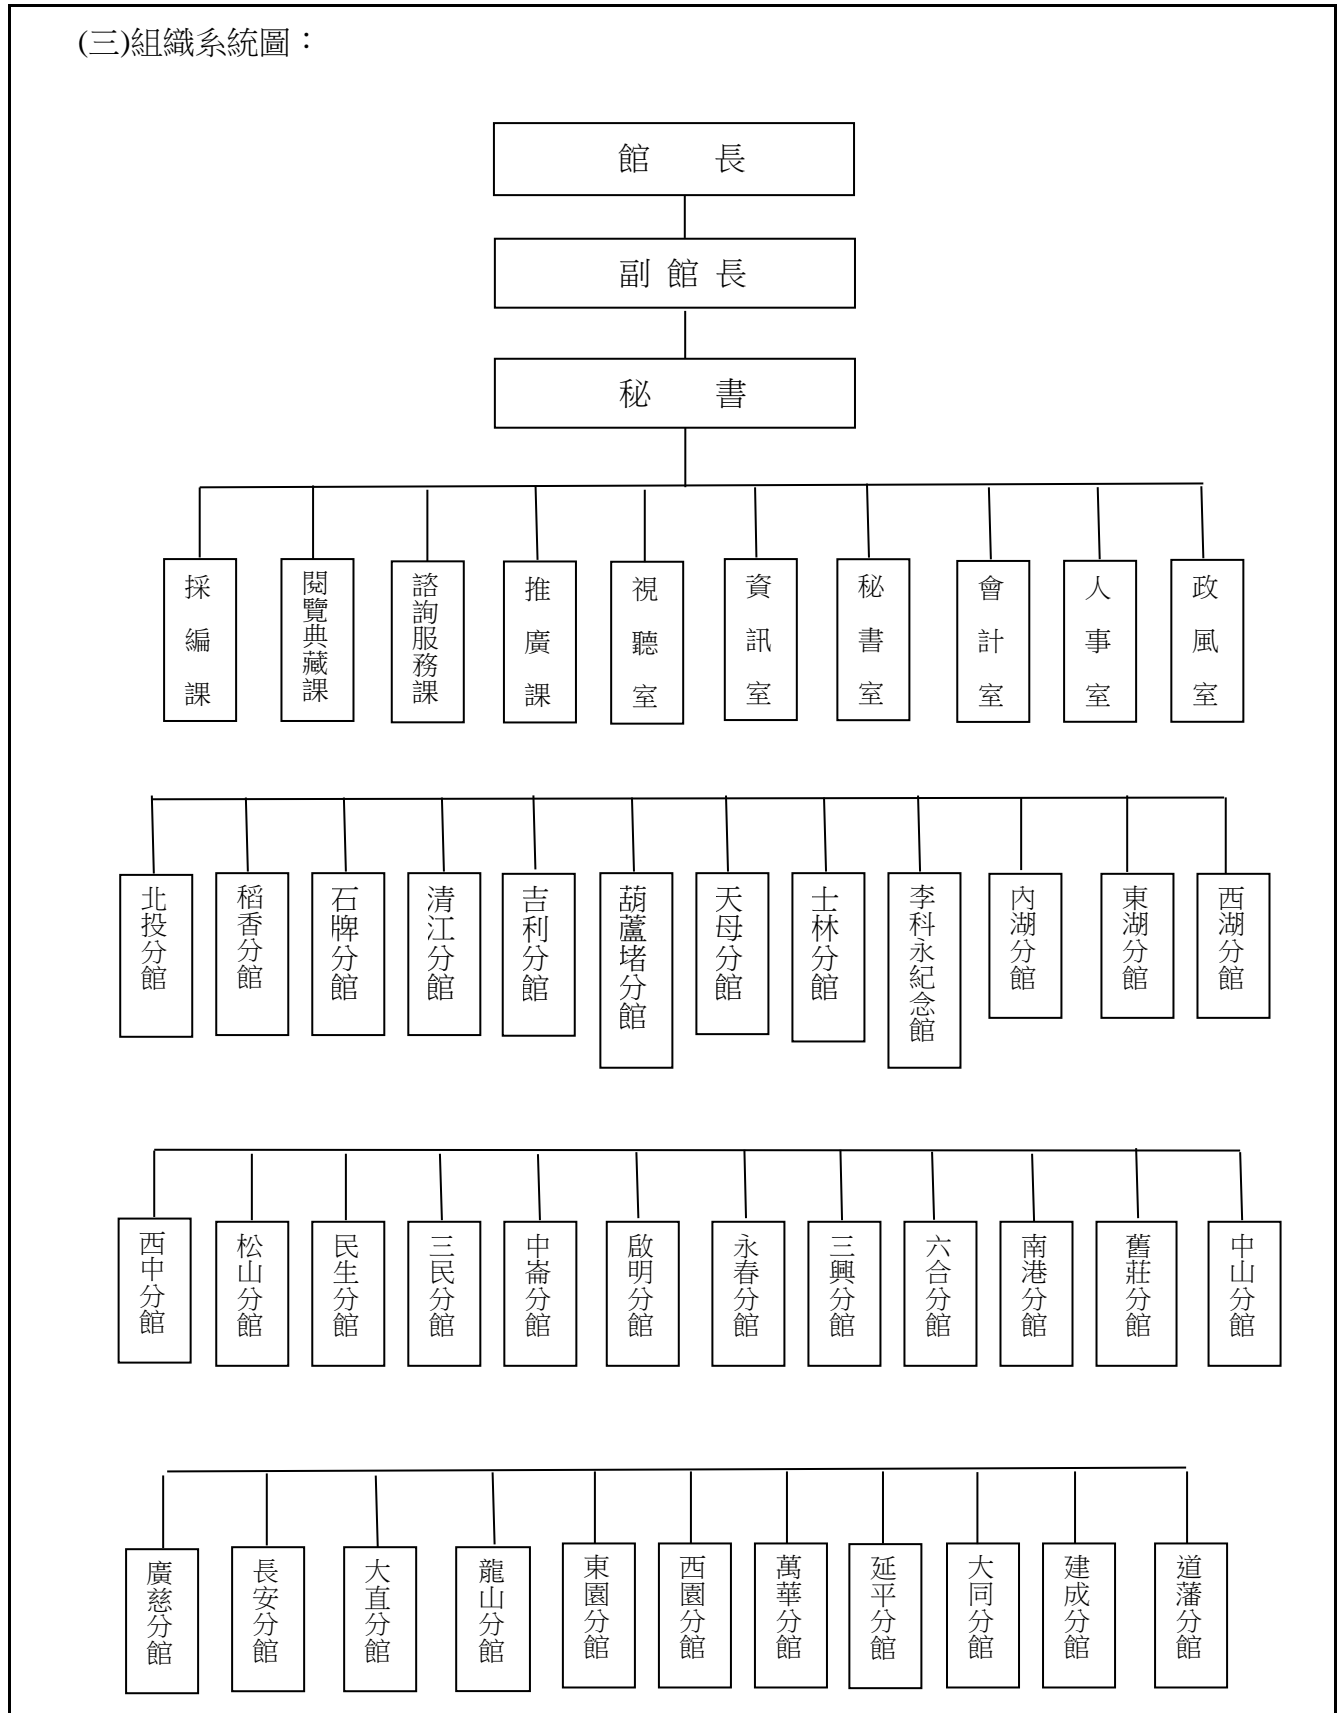 (三)組織系統圖：
館　　長
副 館 長
秘　　書
採編課
閱覽典藏課
諮詢服務課
推廣課
視聽室
資訊室
秘書室
會計室
人事室
政風室
北投分館
稻香分館
石牌分館
清江分館
吉利分館
葫蘆堵分館
天母分館
士林分館
李科永紀念館
內湖分館
東湖分館
西湖分館
西中分館
松山分館
民生分館
三民分館
中崙分館
啟明分館
永春分館
三興分館
六合分館
南港分館
舊莊分館
中山分館
廣慈分館
長安分館
大直分館
龍山分館
東園分館
西園分館
萬華分館
延平分館
大同分館
建成分館
道藩分館